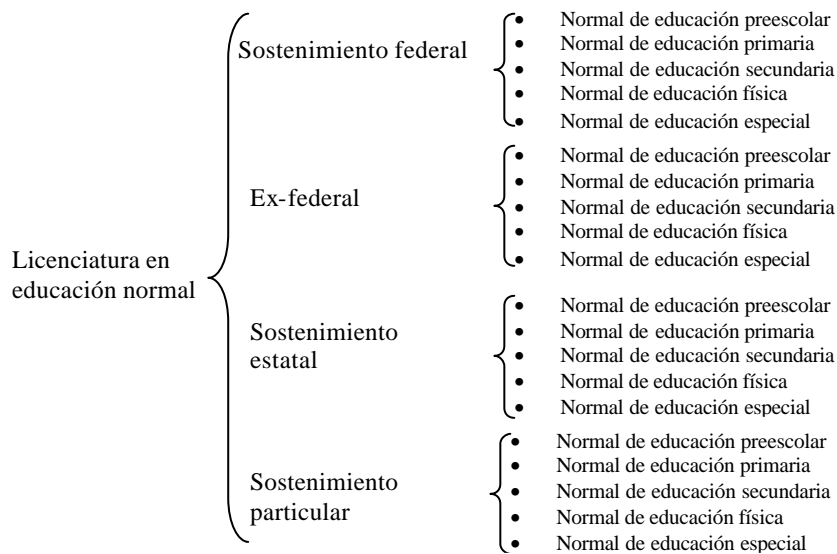 Licenciatura en
educación normal
Sostenimiento federal
• Normal de educación preescolar
• Normal de educación primaria
• Normal de educación secundaria
• Normal de educación física
• Normal de educación especial
Ex-federal
• Normal de educación preescolar
• Normal de educación primaria
• Normal de educación secundaria
• Normal de educación física
• Normal de educación especial
Sostenimiento
estatal
• Normal de educación preescolar
• Normal de educación primaria
• Normal de educación secundaria
• Normal de educación física
• Normal de educación especial
Sostenimiento
particular
• Normal de educación preescolar
• Normal de educación primaria
• Normal de educación secundaria
• Normal de educación física
• Normal de educación especial